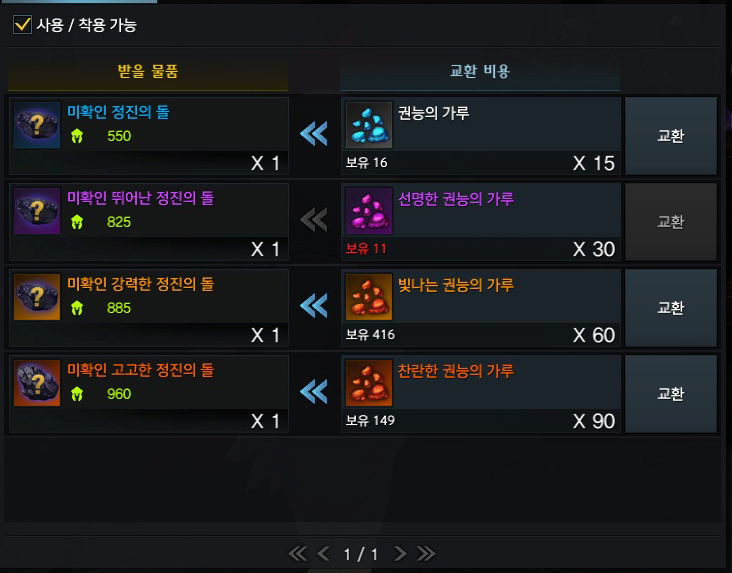 사용 / 착용 가능
받을 물품
교환 비용
미확인 정진의 돌
550
X 1
권능의 가루
보유 16
X 15
교환
미확인 뛰어난 정진의 돌
825
X 1
선명한 권능의 가루
보유 11
X 30
교환
미확인 강력한 정진의 돌
885
X 1
빛나는 권능의 가루
보유 416
X 60
교환
미확인 고고한 정진의 돌
960
X 1
찬란한 권능의 가루
보유 149
X 90
교환
1 / 1